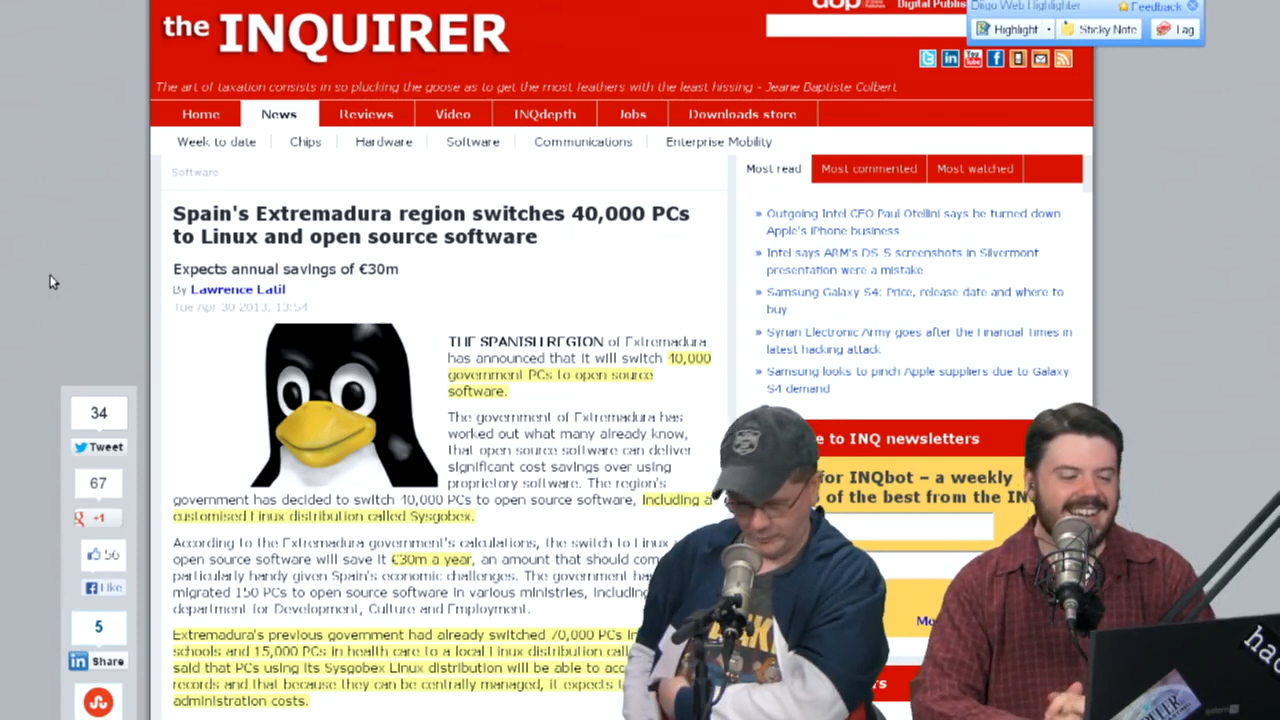 the INQUIRER
Digital Publis
Diigo Web Highlighter
Feedback
Highlight
Sticky Note
Tag
The art of taxation consists in so plucking the goose as to get the most feathers with the least hissing - Jeane Baptiste Colbert
Home News Reviews Video INQdepth Jobs Downloads store
Week to date Chips Hardware Software Communications Enterprise Mobility
Software
Spain's Extremadura region switches 40,000 PCs
to Linux and open source software
Expects annual savings of €30m
By Lawrence Latif
Tue Apr 30 2013, 13:54
THE SPANISH REGION of Extremadura
has announced that it will switch 40,000
government PCs to open source
software.
The government of Extremadura has
worked out what many already know,
that open source software can deliver
significant cost savings over using
proprietary software. The region's
government has decided to switch 40,000 PCs to open source software, including a
customised Linux distribution called Sysgobex.
According to the Extremadura government's calculations, the switch to Linux
open source software will save it €30m a year, an amount that should com
particularly handy given Spain's economic challenges. The government ha
migrated 150 PCs to open source software in various ministries, including
department for Development, Culture and Employment.
Extremadura's previous government had already switched 70,000 PCs in
schools and 15,000 PCs in health care to a local Linux distribution call
said that PCs using its Sysgobex Linux distribution will be able to acc
records and that because they can be centrally managed, it expects t
administration costs.
Most read Most commented Most watched
» Outgoing Intel CEO Paul Otellini says he turned down
Apple's iPhone business
» Intel says ARM's DS-5 screenshots in Silvermont
presentation were a mistake
» Samsung Galaxy S4: Price, release date and where to
buy
» Syrian Electronic Army goes after the Financial Times in
latest hacking attack
» Samsung looks to pinch Apple suppliers due to Galaxy
S4 demand
e to INQ newsletters
for INQbot – a weekly
of the best from the IN
Mo
rs
34
Tweet
67
+1
56
Like
5
Share